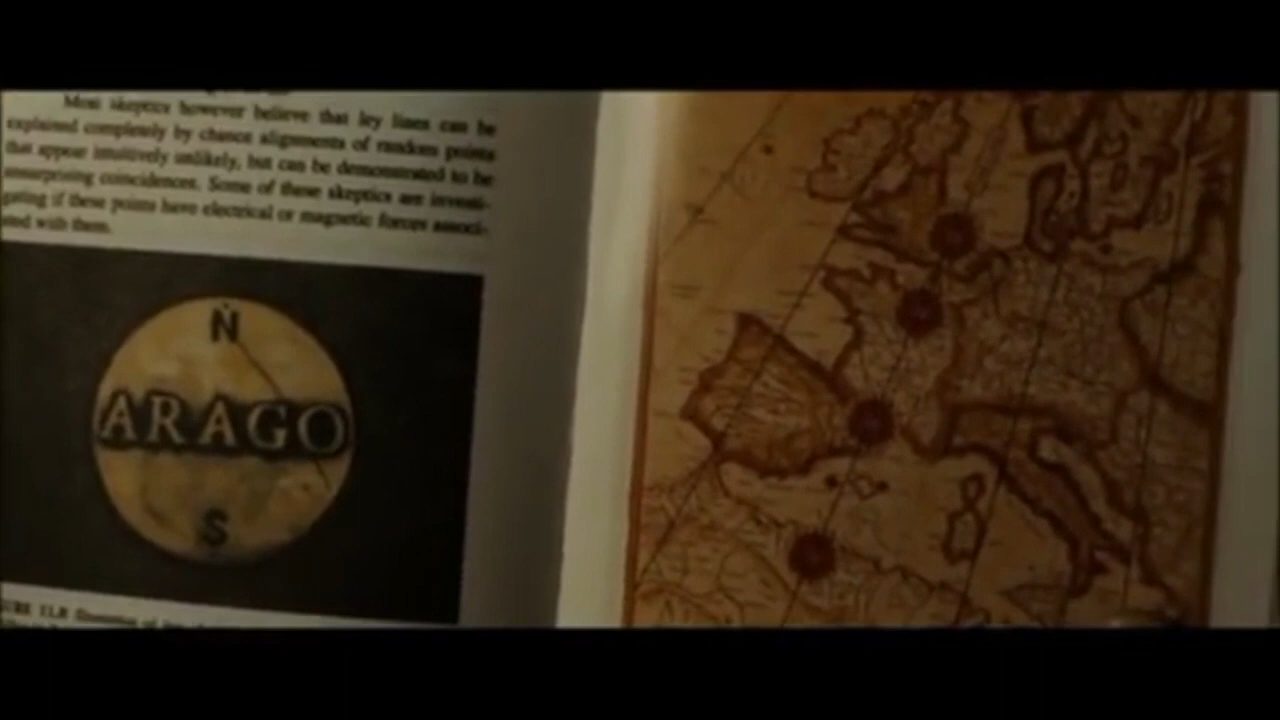 Most skeptics however believe that ley lines can be
explained completely by chance alignments of random points
that appear intuitively unlikely, but can be demonstrated to be
unsurprising coincidences. Some of these skeptics are investi-
gating if these points have electrical or magnetic forces associ-
ated with them.
N
ARAGO
S